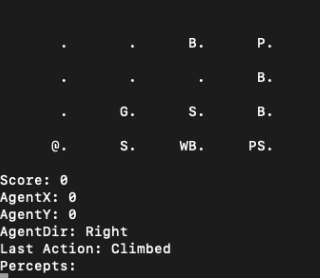 . . B. P.
. . . B.
. G. S. B.
@. S. WB. PS.
Score: 0
AgentX: 0
AgentY: 0
AgentDir: Right
Last Action: Climbed
Percepts: